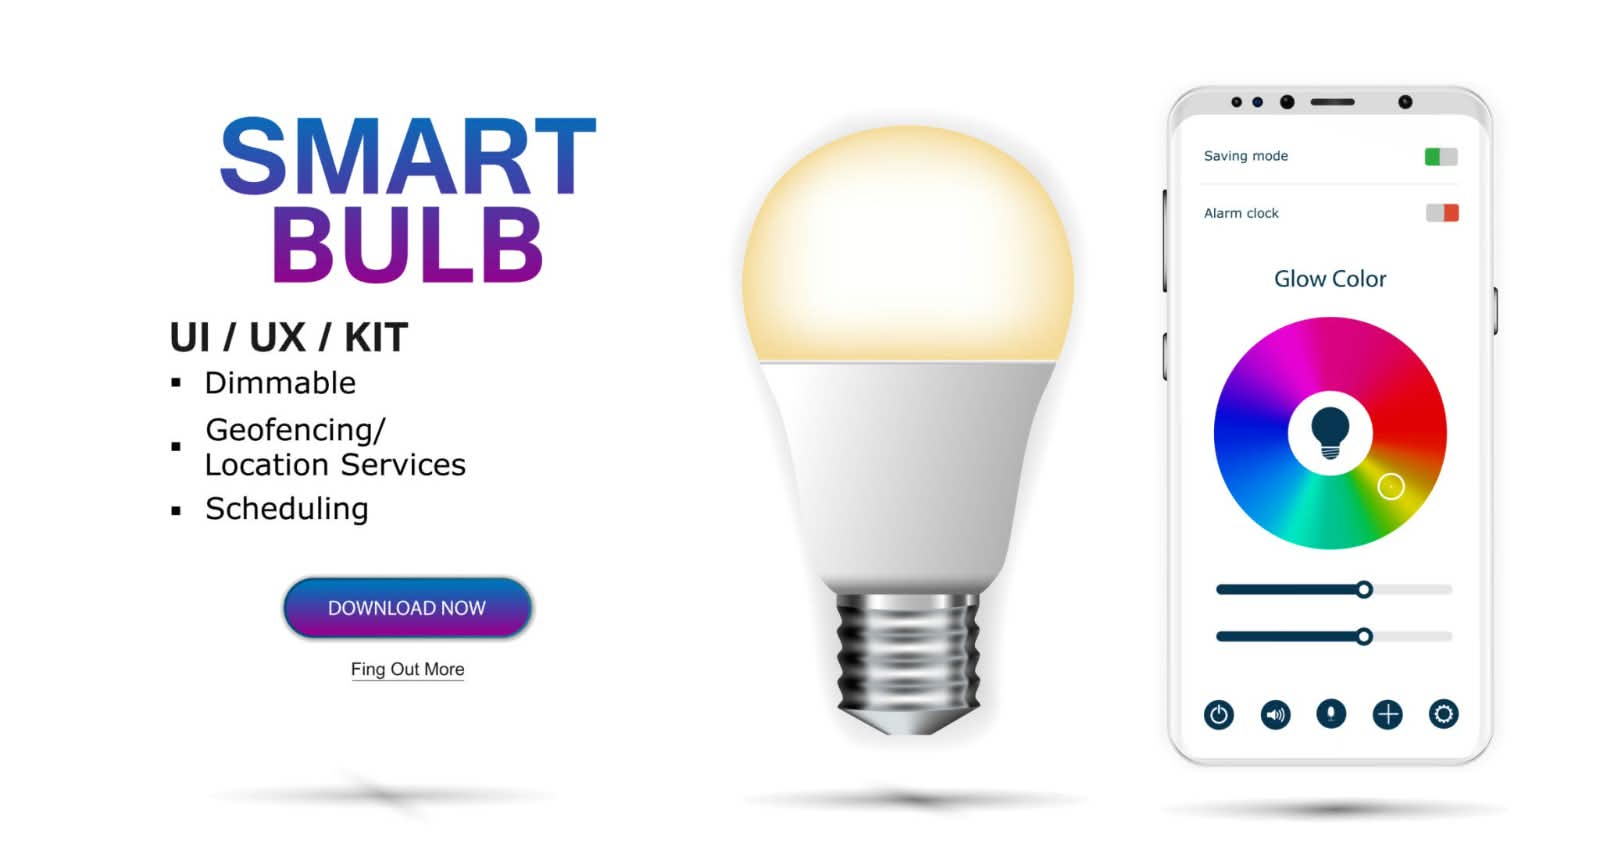 SMART
BULB
UI / UX / KIT
▪ Dimmable
▪ Geofencing/
Location Services
▪ Scheduling
DOWNLOAD NOW
Fing Out More
Saving mode
Alarm clock
Glow Color